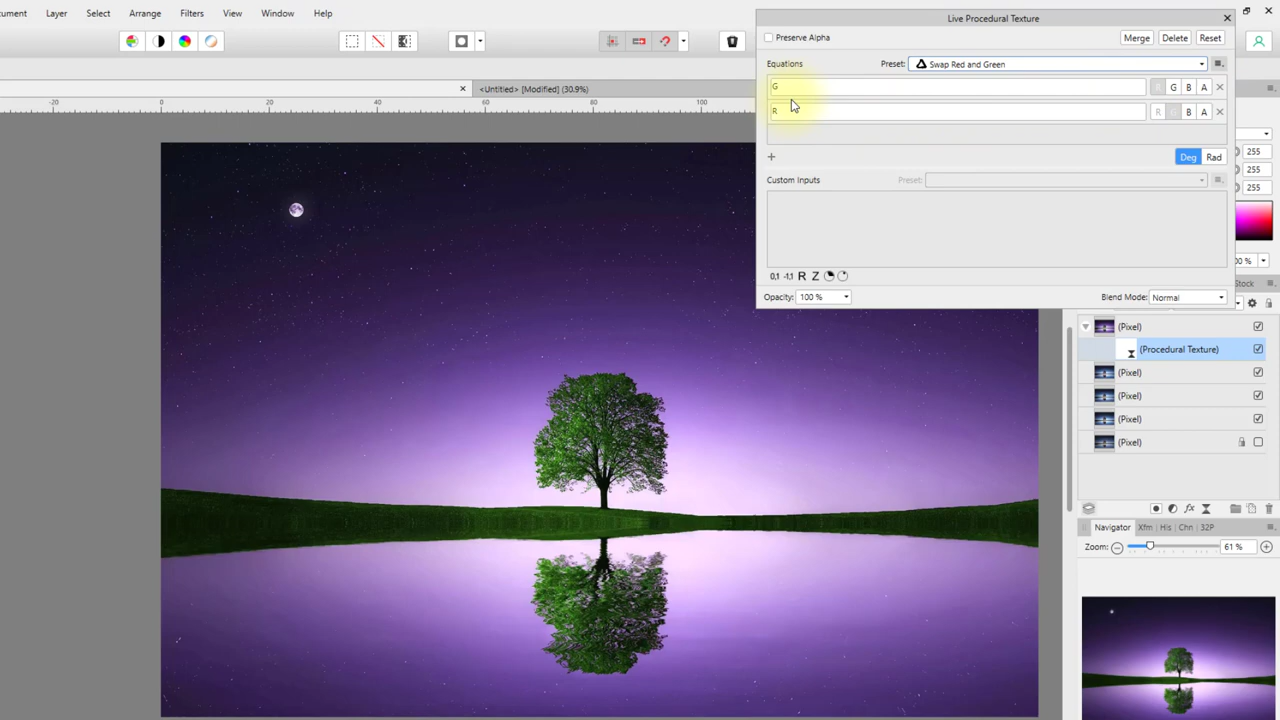 ocument Layer Select Arrange Filters View Window Help
Live Procedural Texture
Preserve Alpha Merge Delete Reset
Equations Preset: Swap Red and Green
G R G B A
R R G B A
<Untitled> [Modified] (30.9%)
0 20 40 60 80 100
Deg Rad
Custom Inputs Preset:
0,1 -1,1 R Z
Opacity: 100 % Blend Mode: Normal
255
255
255
00 %
Stock
(Pixel)
(Procedural Texture)
(Pixel)
(Pixel)
(Pixel)
(Pixel)
fx
Navigator Xfm His Chn 32P
Zoom: 61 %